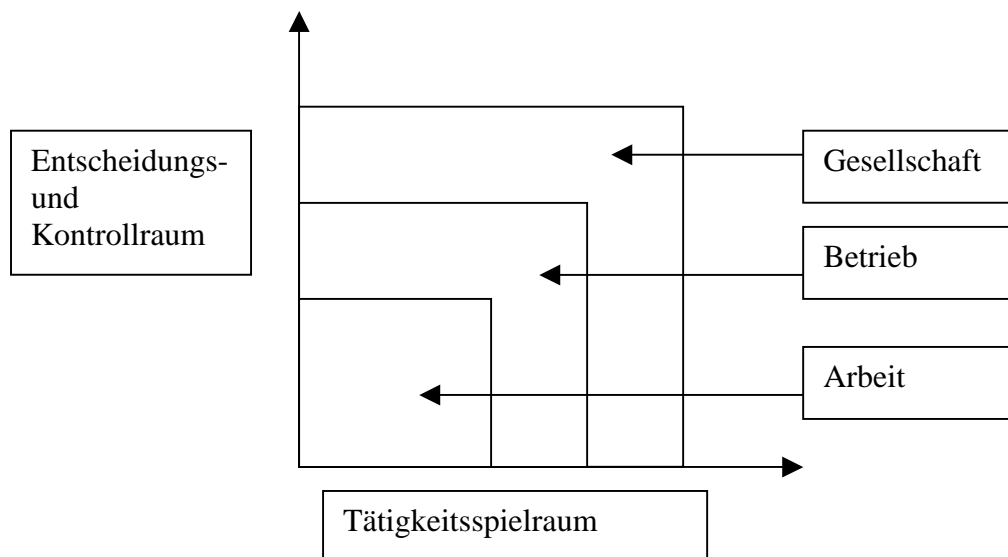 Entscheidungs-
und
Kontrollraum
Gesellschaft
Betrieb
Arbeit
Tätigkeitsspielraum